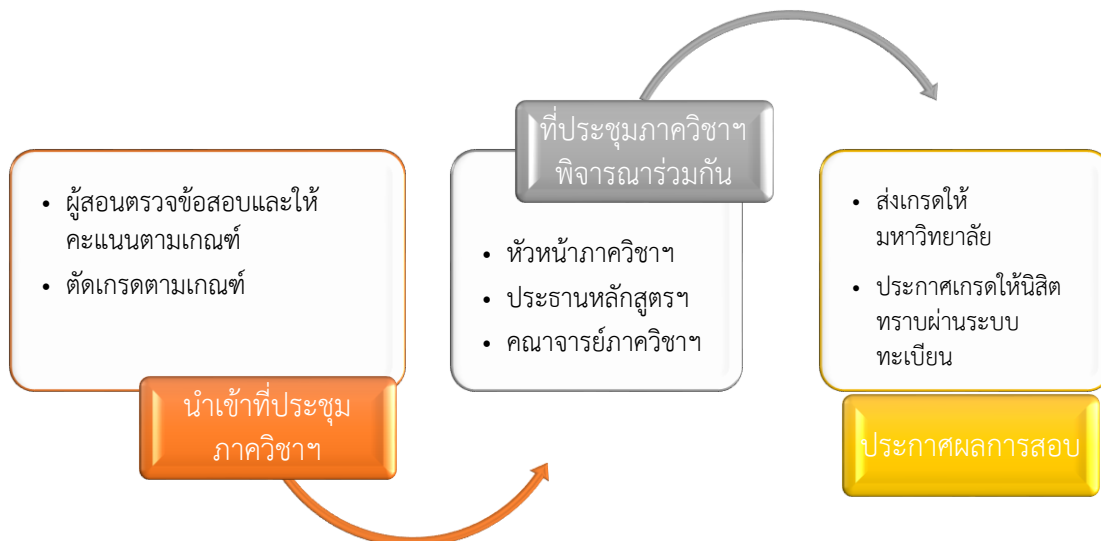 • ผู้สอนตรวจข้อสอบและให้
คะแนนตามเกณฑ์
• ตัดเกรดตามเกณฑ์
นำเข้าที่ประชุม
ภาควิชาฯ
ที่ประชุมภาควิชาฯ
พิจารณาร่วมกัน
• หัวหน้าภาควิชาฯ
• ประธานหลักสูตรฯ
• คณาจารย์ภาควิชาฯ
• ส่งเกรดให้
มหาวิทยาลัย
• ประกาศเกรดให้นิสิต
ทราบผ่านระบบ
ทะเบียน
ประกาศผลการสอบ